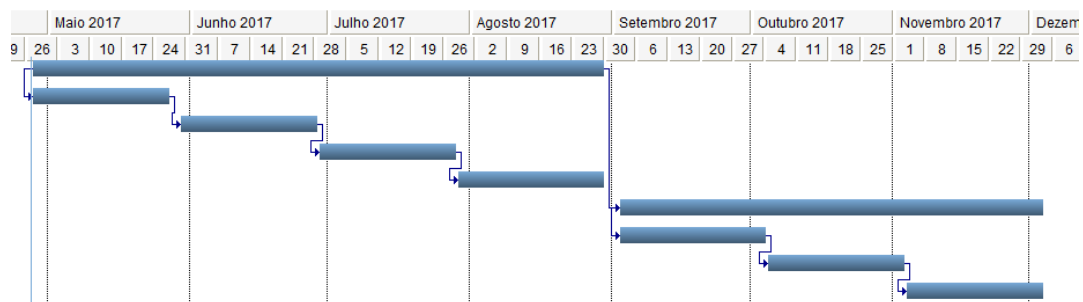 Maio 2017 Junho 2017 Julho 2017 Agosto 2017 Setembro 2017 Outubro 2017 Novembro 2017 Dezem
9 26 3 10 17 24 31 7 14 21 28 5 12 19 26 2 9 16 23 30 6 13 20 27 4 11 18 25 1 8 15 22 29 6